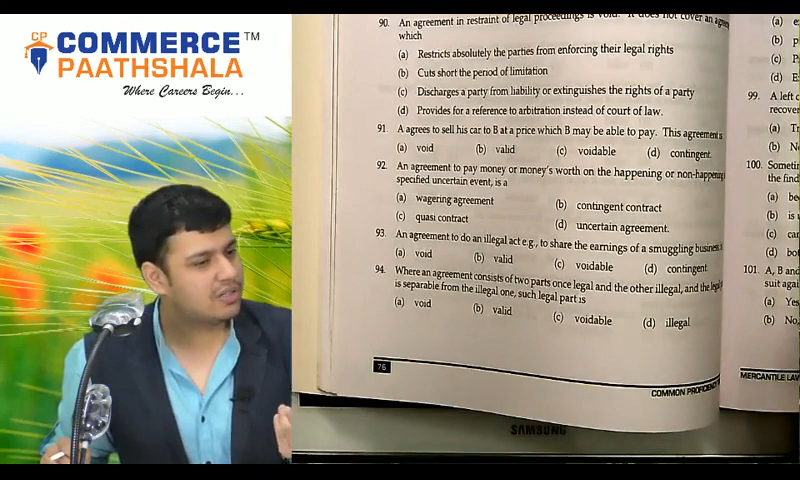 CP COMMERCE™
PAATHSHALA
Where Careers Begin...
90. An agreement in restraint of legal proceedings is void. It does not cover an agreement
which
(a) Restricts absolutely the parties from enforcing their legal rights
(b) Cuts short the period of limitation
(c) Discharges a party from liability or extinguishes the rights of a party
(d) Provides for a reference to arbitration instead of court of law.
91. A agrees to sell his car to B at a price which B may be able to pay. This agreement is
(a) void (b) valid (c) voidable (d) contingent.
92. An agreement to pay money or money's worth on the happening or non-happening
specified uncertain event, is a
(a) wagering agreement (b) contingent contract
(c) quasi contract (d) uncertain agreement.
93. An agreement to do an illegal act e.g., to share the earnings of a smuggling business
(a) void (b) valid (c) voidable (d) contingent
94. Where an agreement consists of two parts once legal and the other illegal, and the legal
is separable from the illegal one, such legal part is
(a) void (b) valid (c) voidable (d) illegal
76
COMMON PROFICIENCY
SAMSUNG
(a)
(b)
(c)
(d)
99. A left
recover
(a)
(b)
100.
the find
(a)
(b)
(c)
(d)
101. A, B and
suit
(a) Yes
(b) No,
MERCANTILE LAW